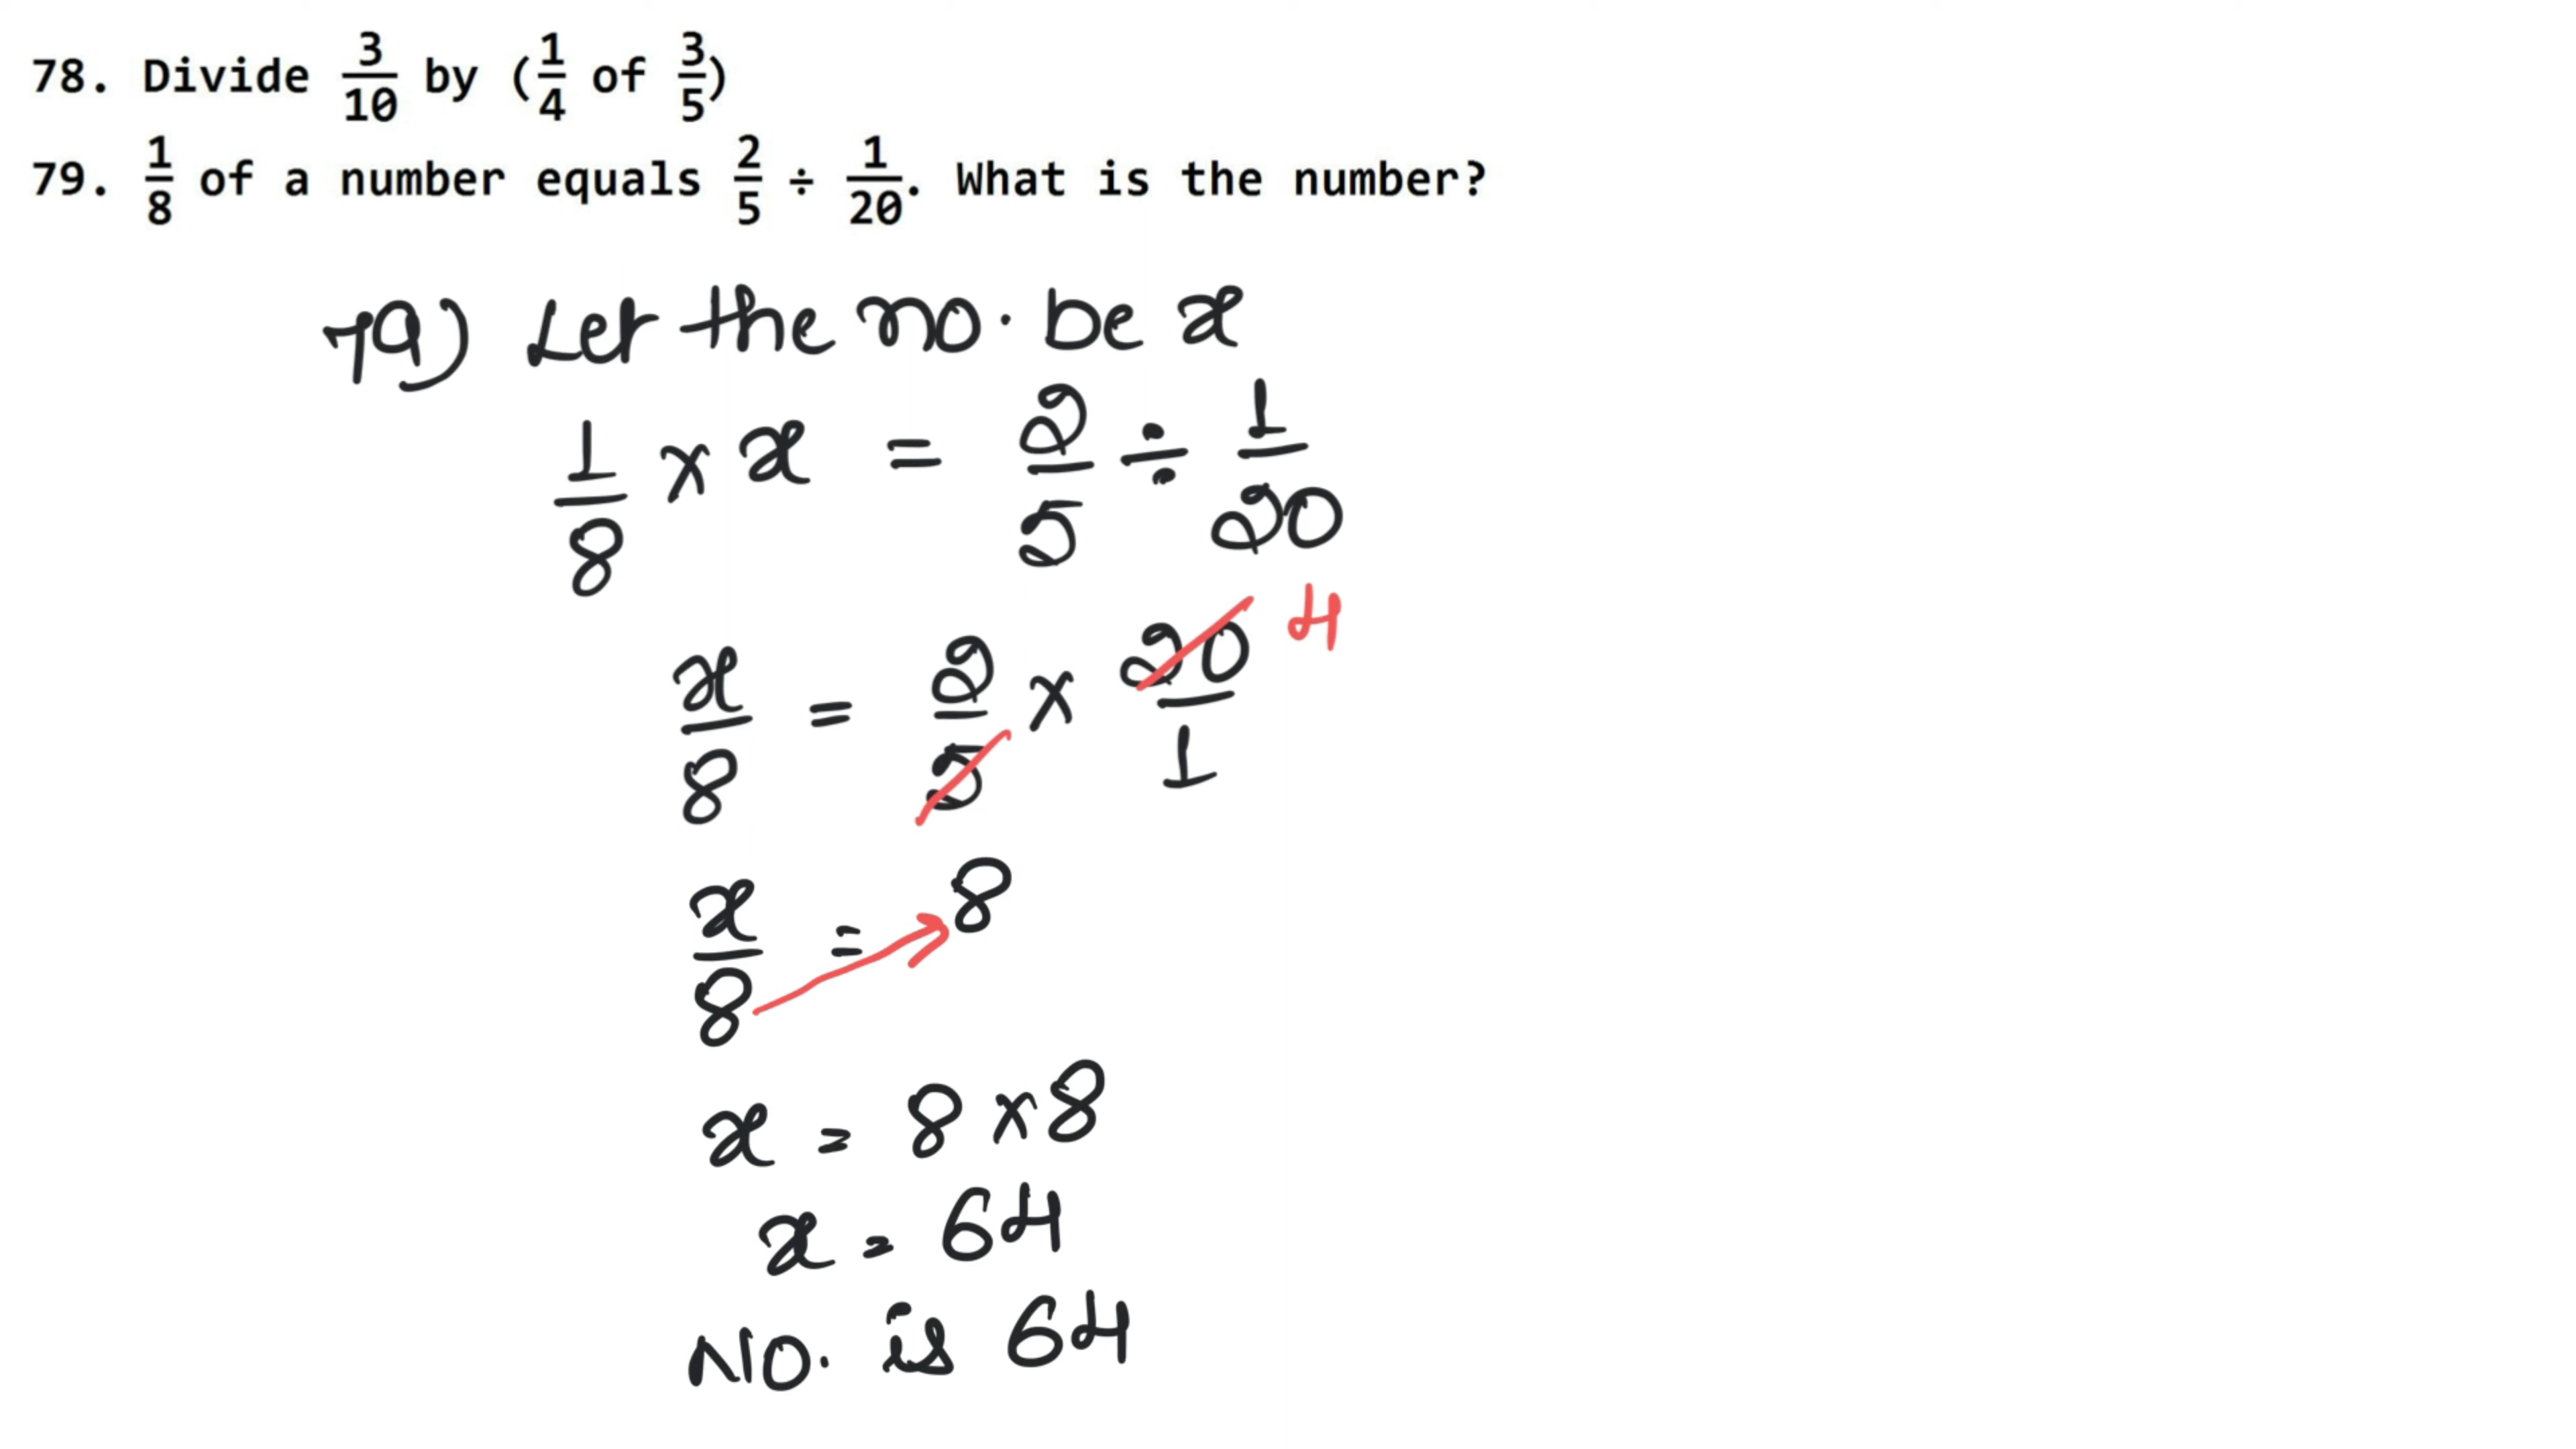 78. Divide 3/10 by (1/4 of 3/5)
79. 1/8 of a number equals 2/5 ÷ 1/20. What is the number?
79) Let the no. be x
1/8 × x = 2/5 ÷ 1/20
x/8 = 2/5 × 20/1 4
x/8 = 8
x = 8 × 8
x = 64
No. is 64